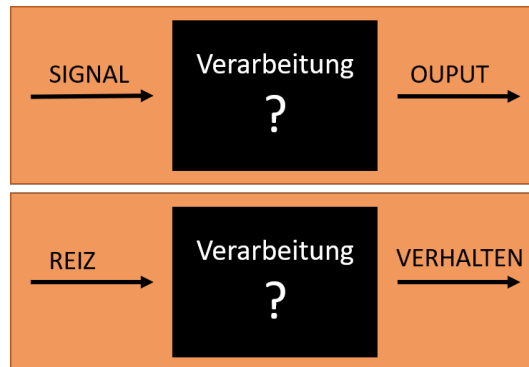 SIGNAL
Verarbeitung
?
OUPUT
REIZ
Verarbeitung
?
VERHALTEN